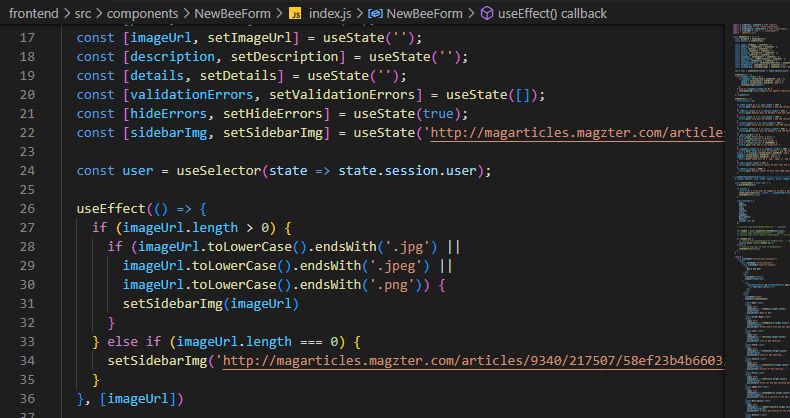 frontend > src > components > NewBeeForm > JS index.js > NewBeeForm > useEffect() callback
17 const [imageUrl, setImageUrl] = useState('');
18 const [description, setDescription] = useState('');
19 const [details, setDetails] = useState('');
20 const [validationErrors, setValidationErrors] = useState([]);
21 const [hideErrors, setHideErrors] = useState(true);
22 const [sidebarImg, setSidebarImg] = useState('http://magarticles.magzter.com/articles
23
24 const user = useSelector(state => state.session.user);
25
26 useEffect(() => {
27 if (imageUrl.length > 0) {
28 if (imageUrl.toLowerCase().endsWith('.jpg') ||
29 imageUrl.toLowerCase().endsWith('.jpeg') ||
30 imageUrl.toLowerCase().endsWith('.png')) {
31 setSidebarImg(imageUrl)
32 }
33 } else if (imageUrl.length === 0) {
34 setSidebarImg('http://magarticles.magzter.com/articles/9340/217507/58ef23b4b6603
35 }
36 }, [imageUrl])
37